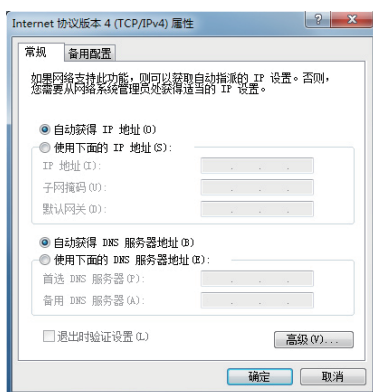 Internet 协议版本 4 (TCP/IPv4) 属性
常规 备用配置
如果网络支持此功能，则可以获取自动指派的 IP 设置。否则，
您需要从网络系统管理员处获得适当的 IP 设置。
自动获得 IP 地址(O)
使用下面的 IP 地址(S):
IP 地址(I):
子网掩码(U):
默认网关(D):
自动获得 DNS 服务器地址(B)
使用下面的 DNS 服务器地址(E):
首选 DNS 服务器(P):
备用 DNS 服务器(A):
退出时验证设置(L)
高级(V)...
确定 取消